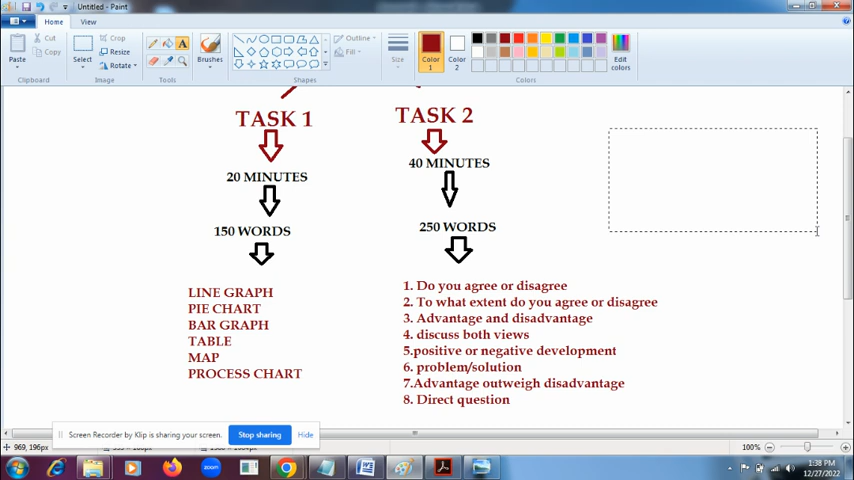 Untitled - Paint
Home
View
Cut
Copy
Paste
Clipboard
Crop
Resize
Rotate
Select
Image
Tools
Brushes
Outline
Fill
Shapes
Size
Color 1
Color 2
Edit colors
Colors
TASK 1
TASK 2
20 MINUTES
40 MINUTES
150 WORDS
250 WORDS
LINE GRAPH
PIE CHART
BAR GRAPH
TABLE
MAP
PROCESS CHART
1. Do you agree or disagree
2. To what extent do you agree or disagree
3. Advantage and disadvantage
4. discuss both views
5.positive or negative development
6. problem/solution
7.Advantage outweigh disadvantage
8. Direct question
Screen Recorder by Klip is sharing your screen.
Stop sharing
Hide
969, 196px
100%
zoom
1:38 PM
12/27/2022